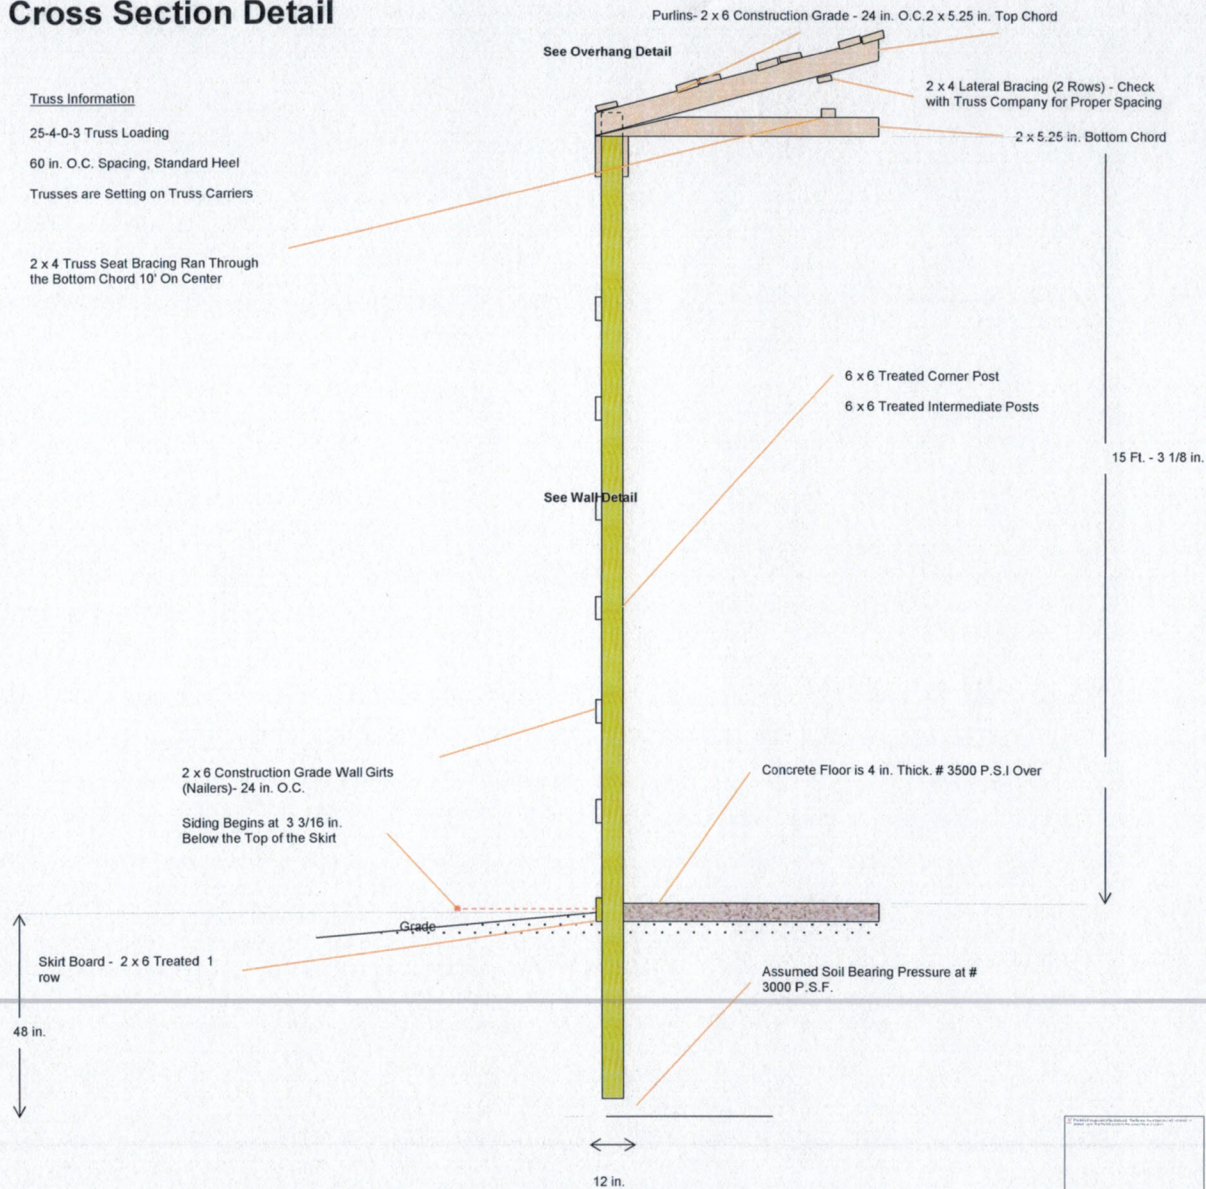 Cross Section Detail
Purlins- 2 x 6 Construction Grade - 24 in. O.C.2 x 5.25 in. Top Chord
See Overhang Detail
Truss Information
25-4-0-3 Truss Loading
60 in. O.C. Spacing, Standard Heel
Trusses are Setting on Truss Carriers
2 x 4 Lateral Bracing (2 Rows) - Check
with Truss Company for Proper Spacing
2 x 5.25 in. Bottom Chord
2 x 4 Truss Seat Bracing Ran Through
the Bottom Chord 10' On Center
6 x 6 Treated Corner Post
6 x 6 Treated Intermediate Posts
15 Ft. - 3 1/8 in.
See Wall Detail
2 x 6 Construction Grade Wall Girts
(Nailers)- 24 in. O.C.
Concrete Floor is 4 in. Thick. # 3500 P.S.I Over
Siding Begins at 3 3/16 in.
Below the Top of the Skirt
Grade
Skirt Board - 2 x 6 Treated 1
row
Assumed Soil Bearing Pressure at #
3000 P.S.F.
48 in.
12 in.